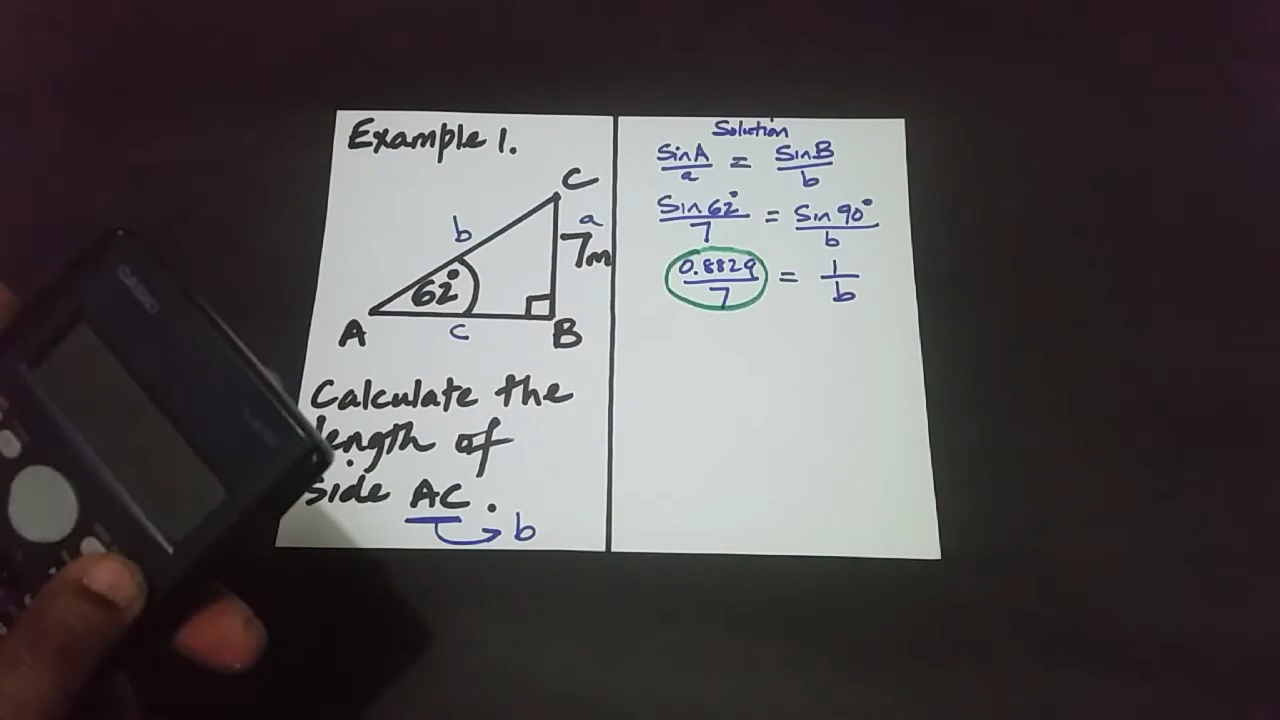 Example 1.
C
b
a
7m
62°
A
c
B
Calculate the
length of
Side AC.
b
Solution
SinA/a = SinB/b
Sin62°/7 = Sin90°/b
0.8829/7 = 1/b
CASIO